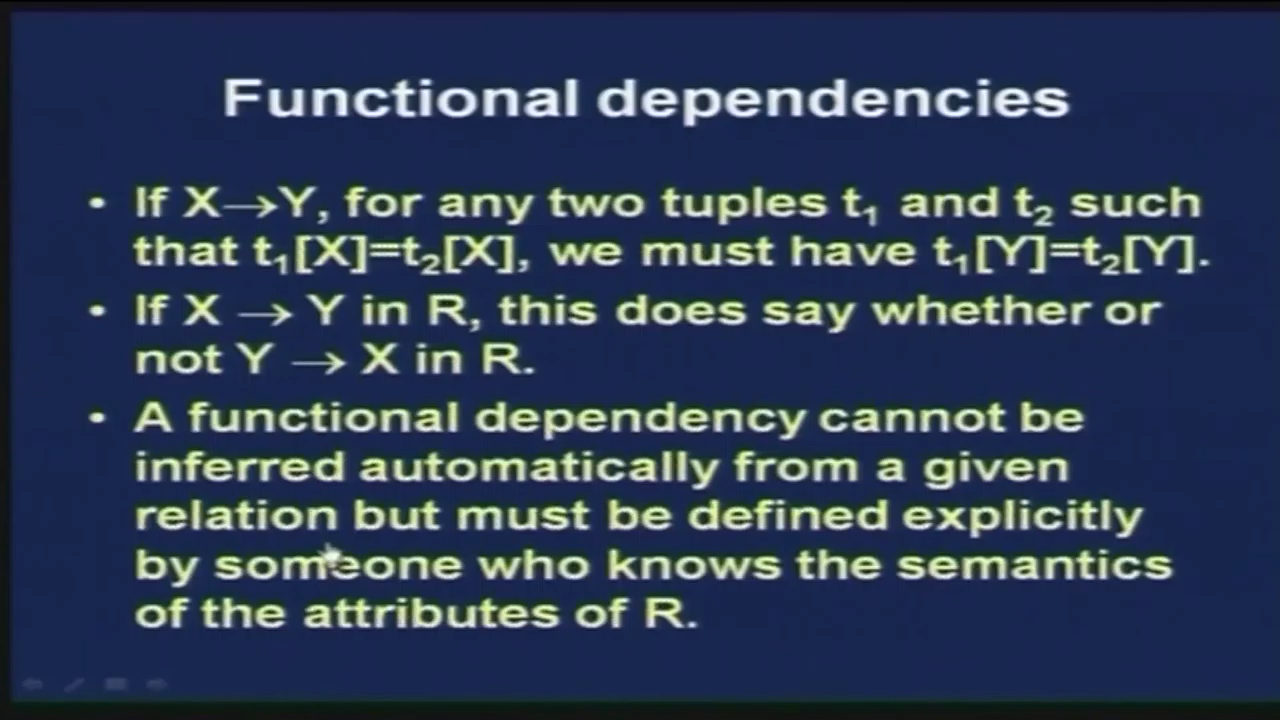 Functional dependencies
• If X→Y, for any two tuples t₁ and t₂ such
that t₁[X]=t₂[X], we must have t₁[Y]=t₂[Y].
• If X → Y in R, this does say whether or
not Y → X in R.
• A functional dependency cannot be
inferred automatically from a given
relation but must be defined explicitly
by someone who knows the semantics
of the attributes of R.